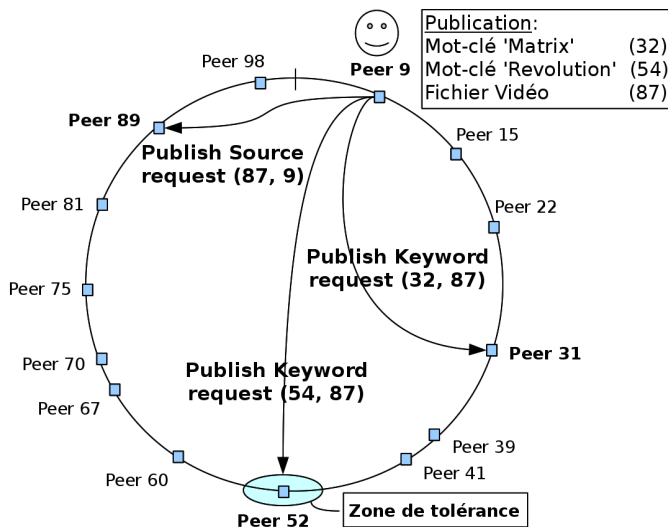 Publication:
Mot-clé 'Matrix' (32)
Mot-clé 'Revolution' (54)
Fichier Vidéo (87)
Peer 98
Peer 9
Peer 89
Peer 15
Publish Source
request (87, 9)
Peer 81
Peer 22
Publish Keyword
request (32, 87)
Peer 75
Peer 31
Peer 70
Publish Keyword
request (54, 87)
Peer 67
Peer 39
Peer 41
Peer 60
Zone de tolérance
Peer 52